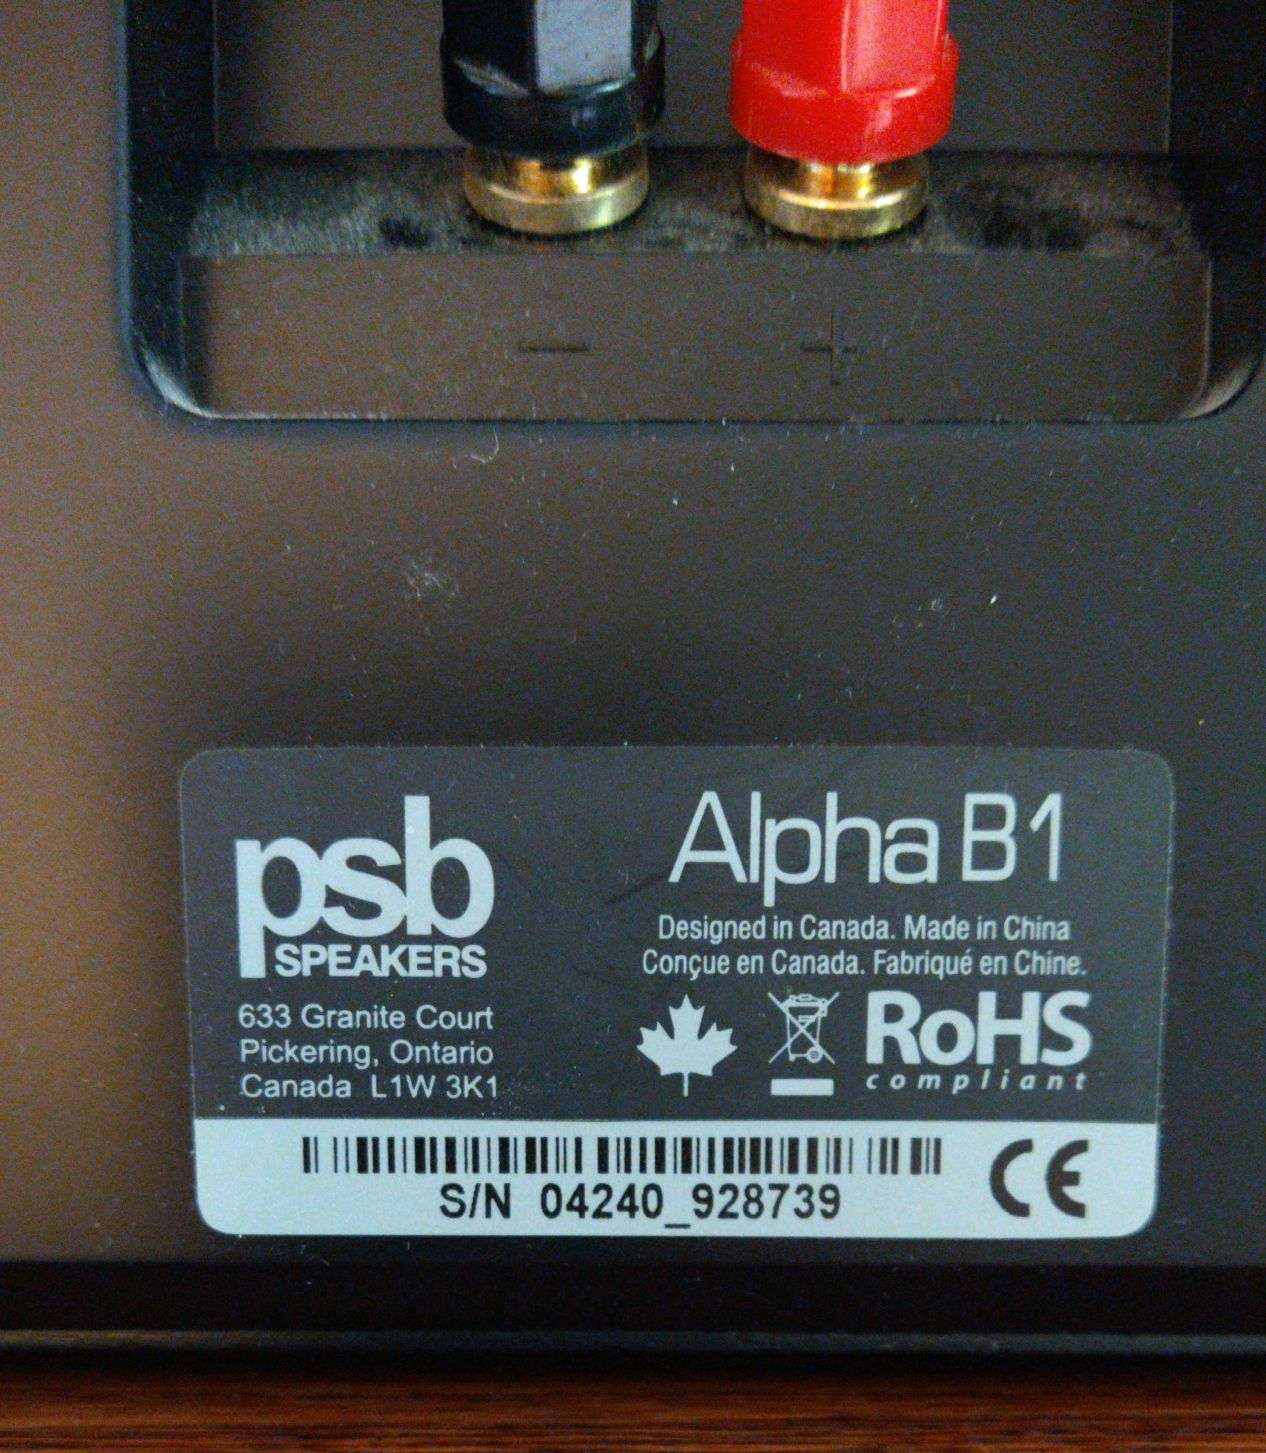 − +
psb
SPEAKERS
633 Granite Court
Pickering, Ontario
Canada L1W 3K1
Alpha B1
Designed in Canada. Made in China
Conçue en Canada. Fabriqué en Chine.
RoHS
compliant
S/N 04240_928739
CE